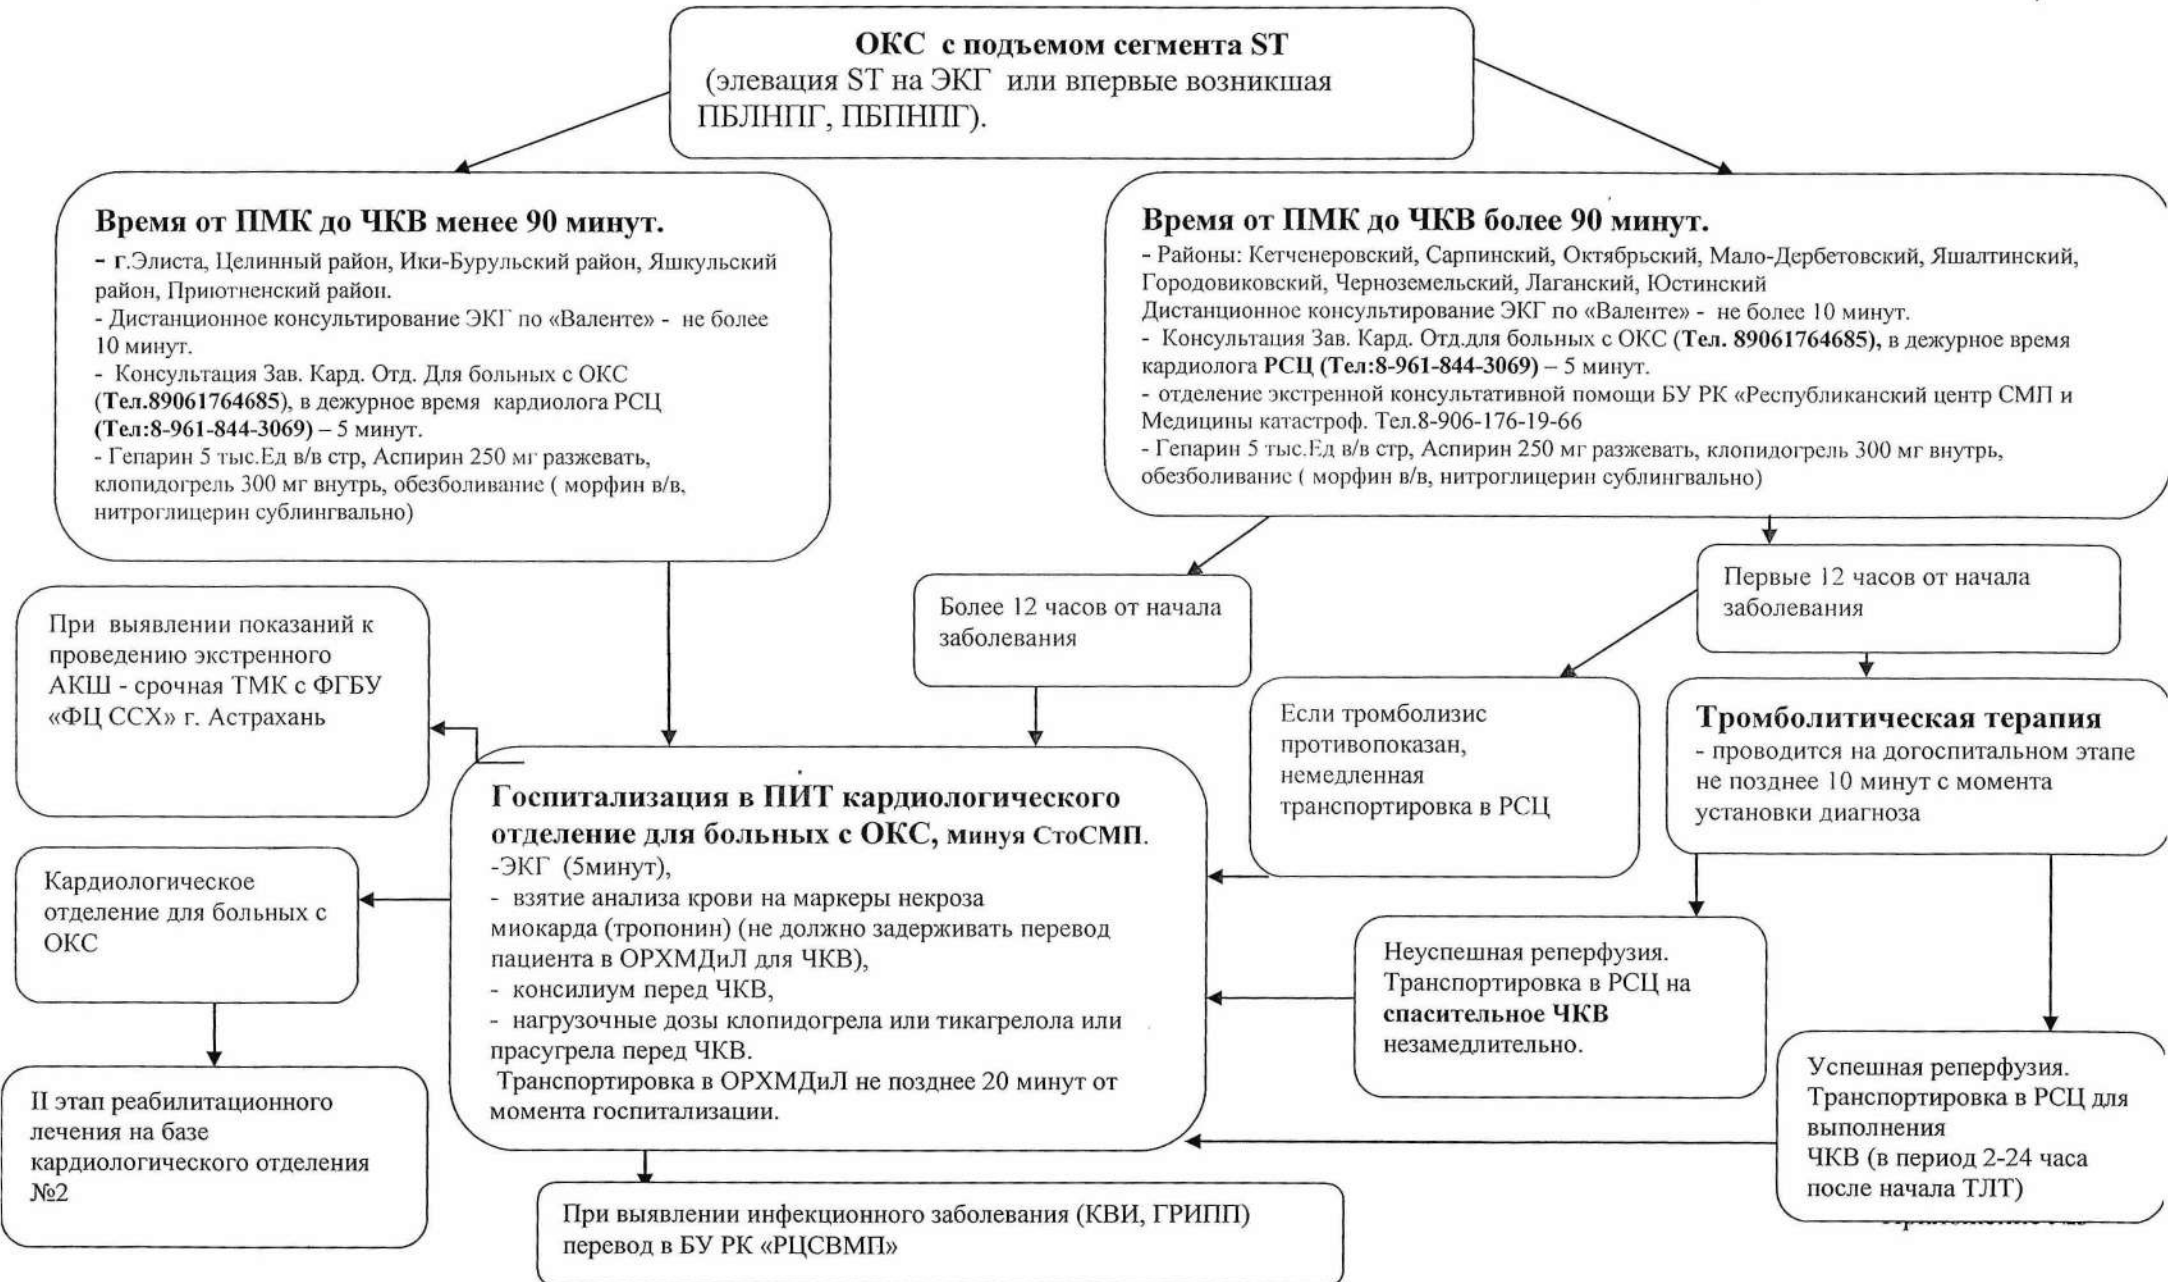 ОКС с подъемом сегмента ST
(элевация ST на ЭКГ или впервые возникшая
ПБЛНПГ, ПБПНПГ).
Время от ПМК до ЧКВ менее 90 минут.
- г.Элиста, Целинный район, Ики-Бурульский район, Яшкульский
район, Приютненский район.
- Дистанционное консультирование ЭКГ по «Валенте» - не более
10 минут.
- Консультация Зав. Кард. Отд. Для больных с ОКС
(Тел.89061764685), в дежурное время кардиолога РСЦ
(Тел:8-961-844-3069) – 5 минут.
- Гепарин 5 тыс.Ед в/в стр, Аспирин 250 мг разжевать,
клопидогрель 300 мг внутрь, обезболивание ( морфин в/в,
нитроглицерин сублингвально)
Время от ПМК до ЧКВ более 90 минут.
- Районы: Кетченеровский, Сарпинский, Октябрьский, Мало-Дербетовский, Яшалтинский,
Городовиковский, Черноземельский, Лаганский, Юстинский
Дистанционное консультирование ЭКГ по «Валенте» - не более 10 минут.
- Консультация Зав. Кард. Отд.для больных с ОКС (Тел. 89061764685), в дежурное время
кардиолога РСЦ (Тел:8-961-844-3069) – 5 минут.
- отделение экстренной консультативной помощи БУ РК «Республиканский центр СМП и
Медицины катастроф. Тел.8-906-176-19-66
- Гепарин 5 тыс.Ед в/в стр, Аспирин 250 мг разжевать, клопидогрель 300 мг внутрь,
обезболивание ( морфин в/в, нитроглицерин сублингвально)
Более 12 часов от начала
заболевания
Первые 12 часов от начала
заболевания
При выявлении показаний к
проведению экстренного
АКШ - срочная ТМК с ФГБУ
«ФЦ ССХ» г. Астрахань
Если тромболизис
противопоказан,
немедленная
транспортировка в РСЦ
Тромболитическая терапия
- проводится на догоспитальном этапе
не позднее 10 минут с момента
установки диагноза
Госпитализация в ПИТ кардиологического
отделение для больных с ОКС, минуя СтоСМП.
-ЭКГ (5минут),
- взятие анализа крови на маркеры некроза
миокарда (тропонин) (не должно задерживать перевод
пациента в ОРХМДиЛ для ЧКВ),
- консилиум перед ЧКВ,
- нагрузочные дозы клопидогрела или тикагрелола или
прасугрела перед ЧКВ.
Транспортировка в ОРХМДиЛ не позднее 20 минут от
момента госпитализации.
Кардиологическое
отделение для больных с
ОКС
Неуспешная реперфузия.
Транспортировка в РСЦ на
спасительное ЧКВ
незамедлительно.
Успешная реперфузия.
Транспортировка в РСЦ для
выполнения
ЧКВ (в период 2-24 часа
после начала ТЛТ)
II этап реабилитационного
лечения на базе
кардиологического отделения
№2
При выявлении инфекционного заболевания (КВИ, ГРИПП)
перевод в БУ РК «РЦСВМП»